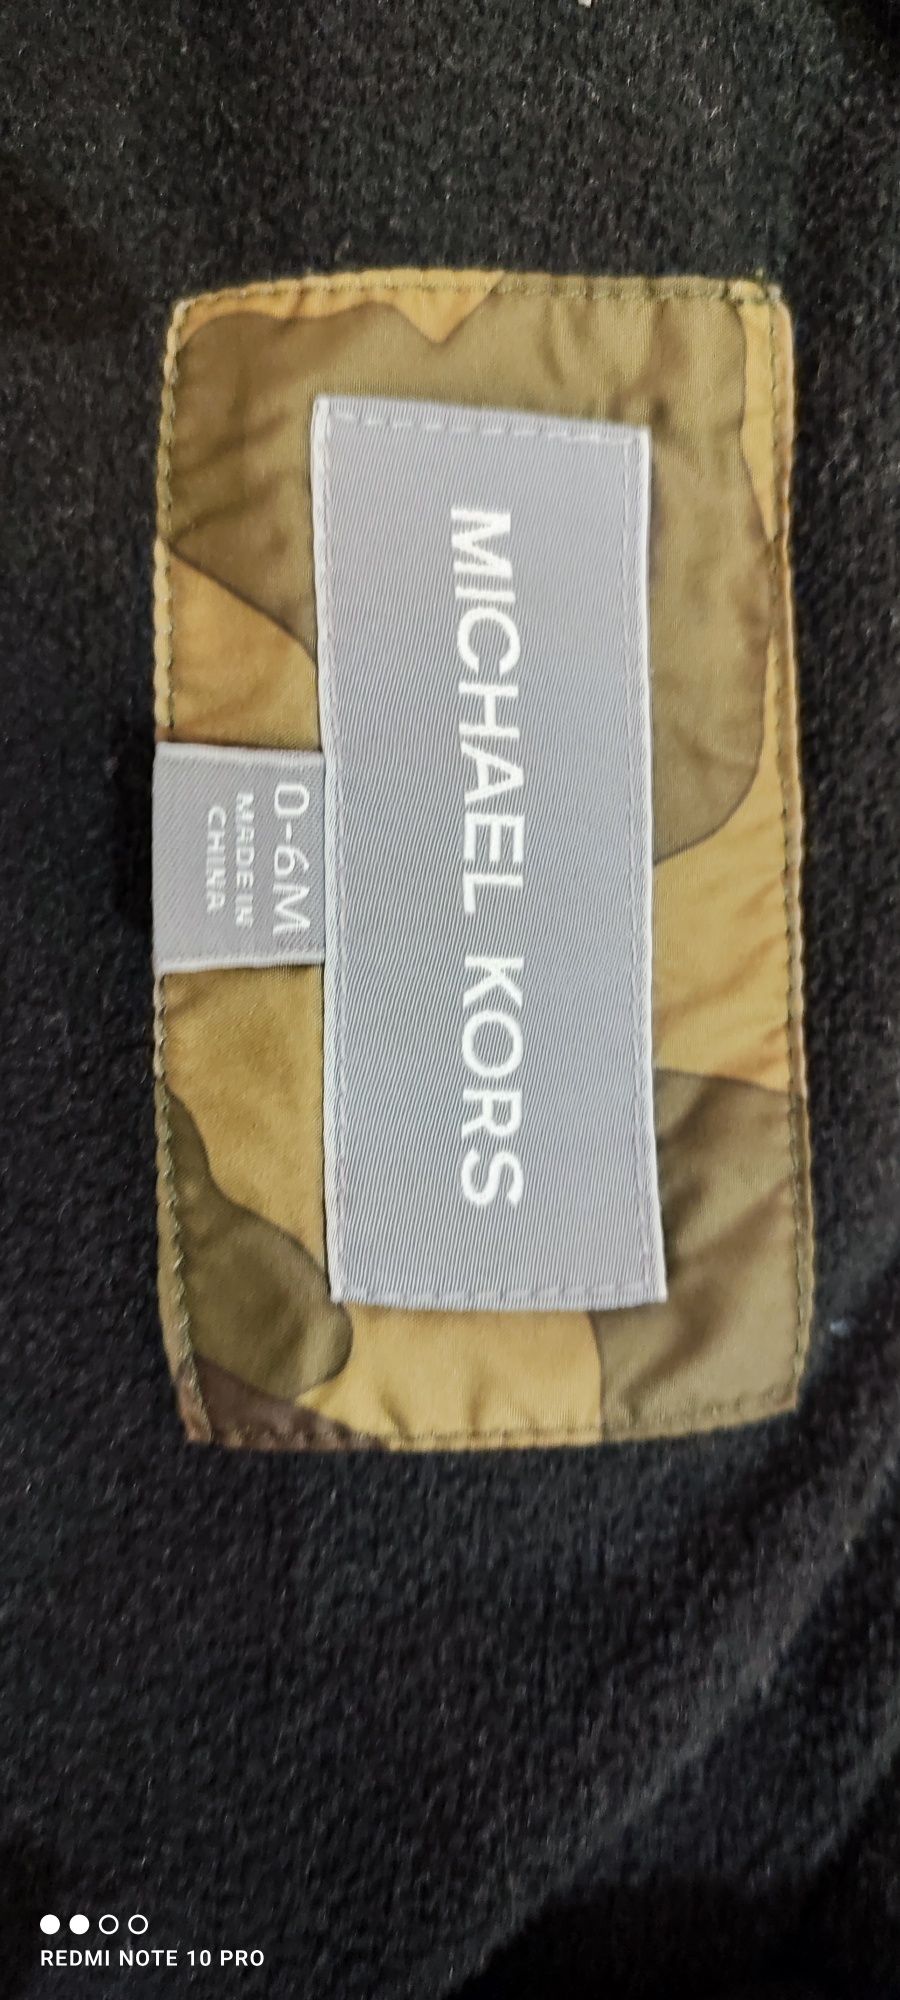 MICHAEL KORS
0-6M
MADE IN
CHINA
REDMI NOTE 10 PRO